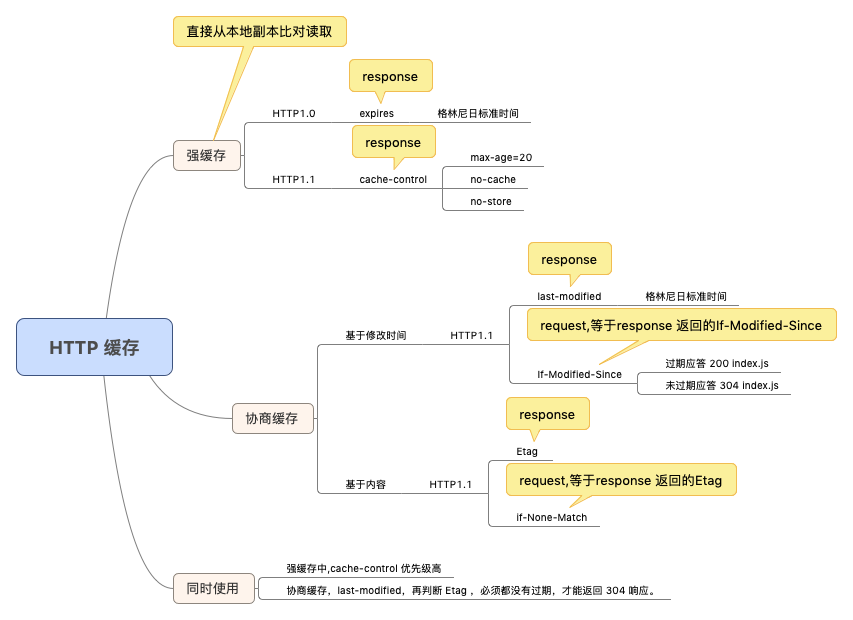 直接从本地副本比对读取
response
HTTP1.0
expires
格林尼日标准时间
response
强缓存
max-age=20
HTTP1.1
cache-control
no-cache
no-store
response
last-modified
格林尼日标准时间
request,等于response 返回的If-Modified-Since
基于修改时间
HTTP1.1
HTTP 缓存
过期应答 200 index.js
If-Modified-Since
未过期应答 304 index.js
协商缓存
response
Etag
request,等于response 返回的Etag
基于内容
HTTP1.1
if-None-Match
强缓存中,cache-control 优先级高
同时使用
协商缓存，last-modified，再判断 Etag ，必须都没有过期，才能返回 304 响应。